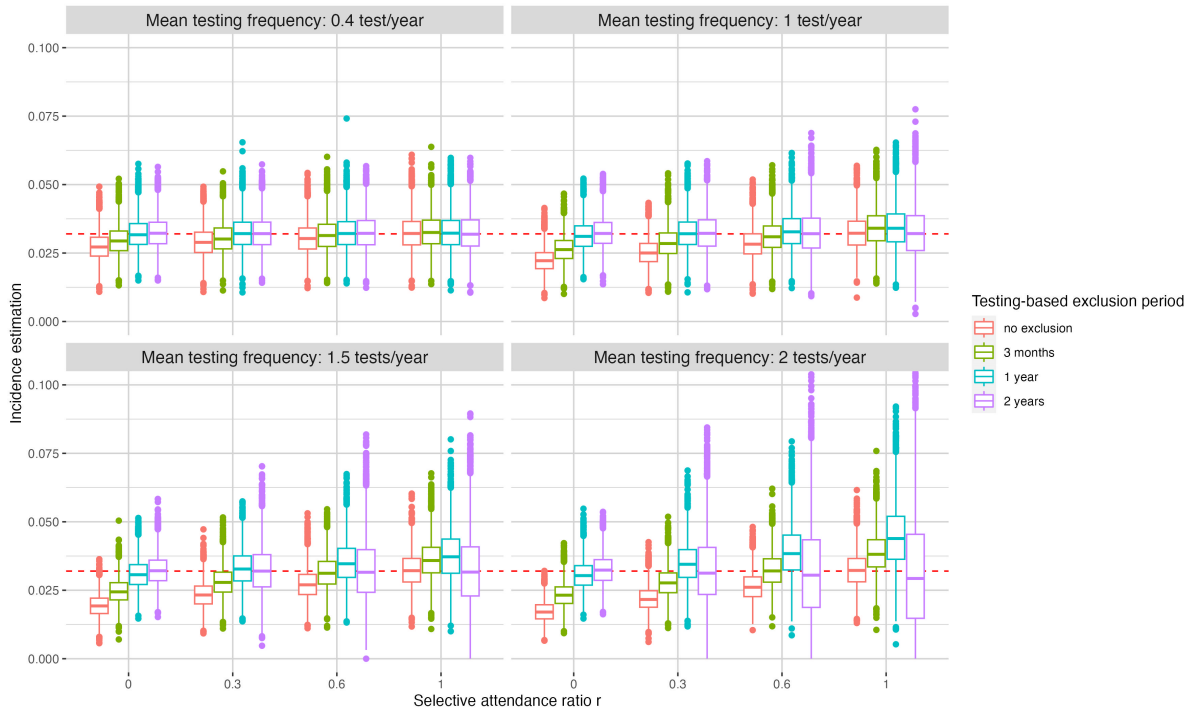 Mean testing frequency: 0.4 test/year
Mean testing frequency: 1 test/year
0.100
0.075
0.050
0.025
0.000
Mean testing frequency: 1.5 tests/year
Mean testing frequency: 2 tests/year
0.100
0.075
0.050
0.025
0.000
0
0.3
0.6
1
0
0.3
0.6
1
Selective attendance ratio r
Incidence estimation
Testing-based exclusion period
no exclusion
3 months
1 year
2 years